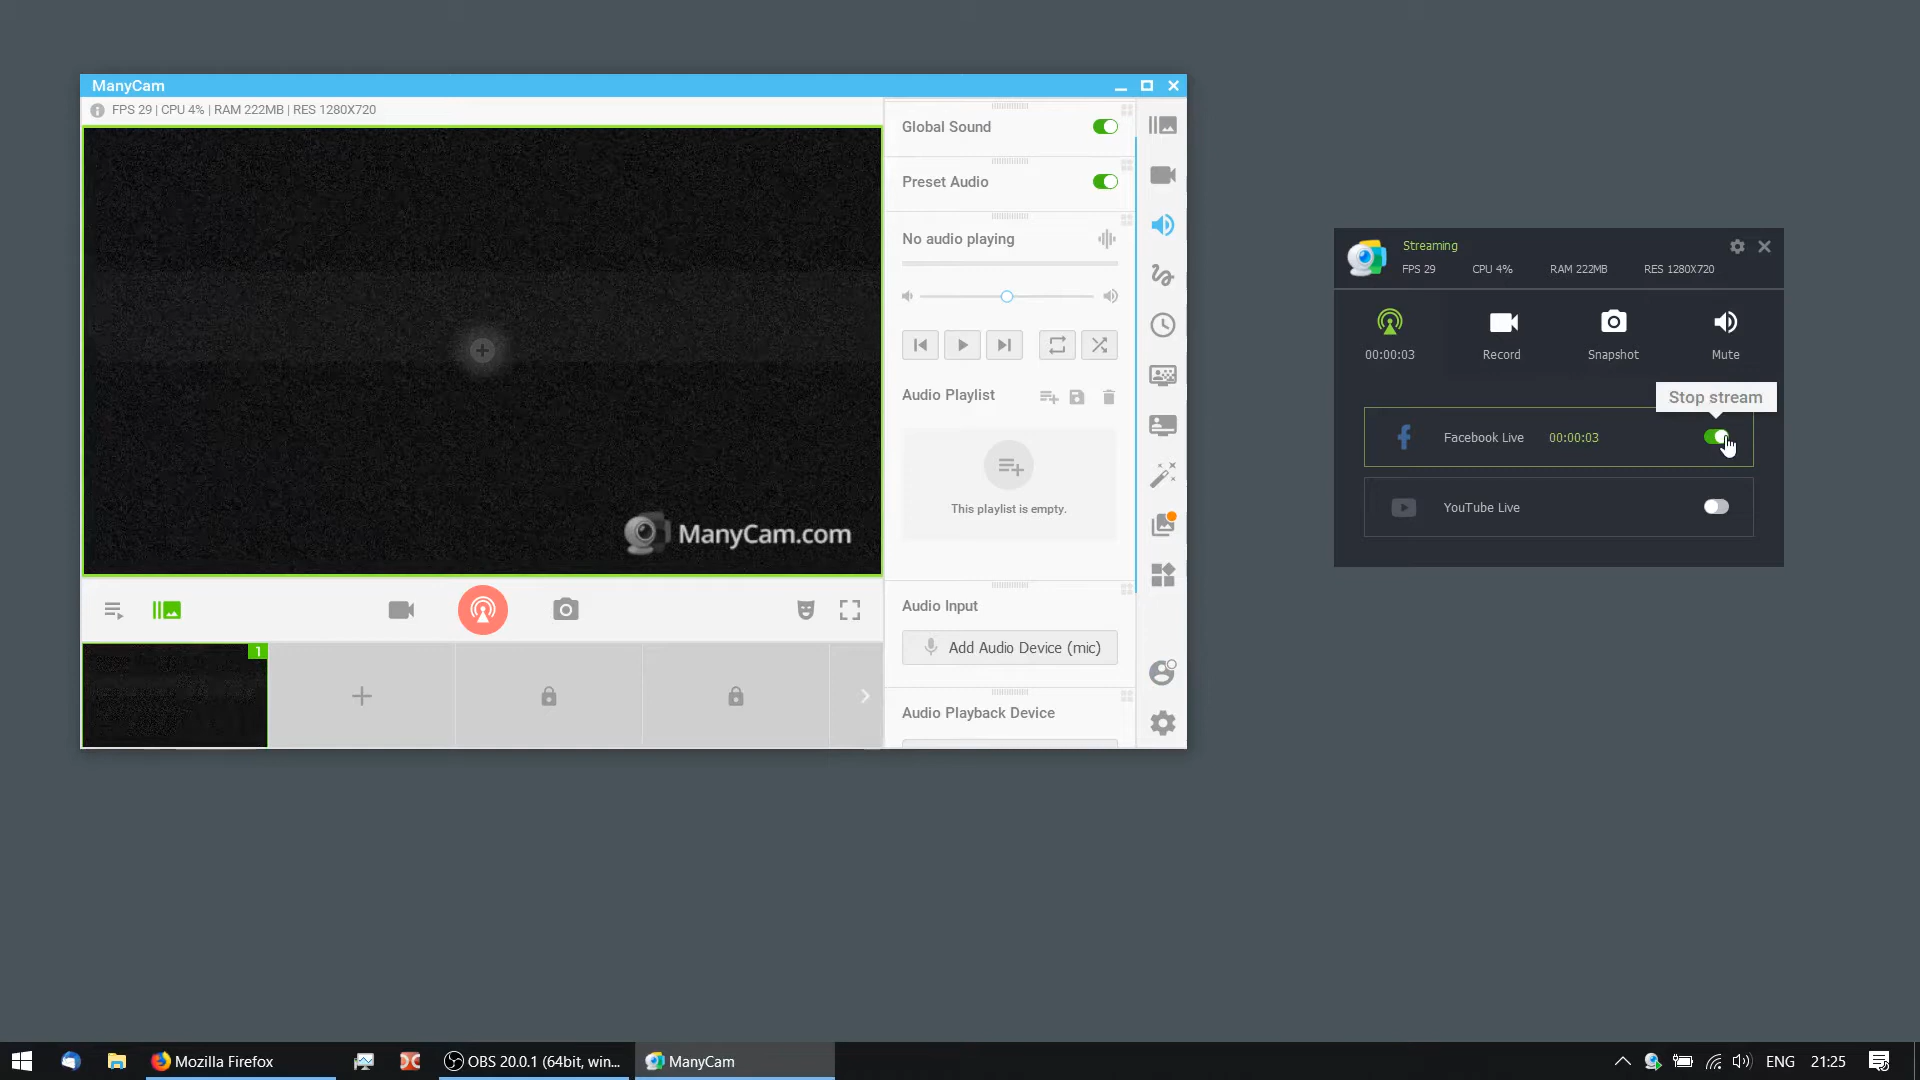 ManyCam
FPS 29 | CPU 4% | RAM 222MB | RES 1280X720
Global Sound
Preset Audio
No audio playing
Audio Playlist
This playlist is empty.
Audio Input
Add Audio Device (mic)
Audio Playback Device
ManyCam.com
1
Streaming
FPS 29 CPU 4% RAM 222MB RES 1280X720
00:00:03 Record Snapshot Mute
Stop stream
Facebook Live 00:00:03
YouTube Live
Mozilla Firefox
OBS 20.0.1 (64bit, win...
ManyCam
ENG
21:25